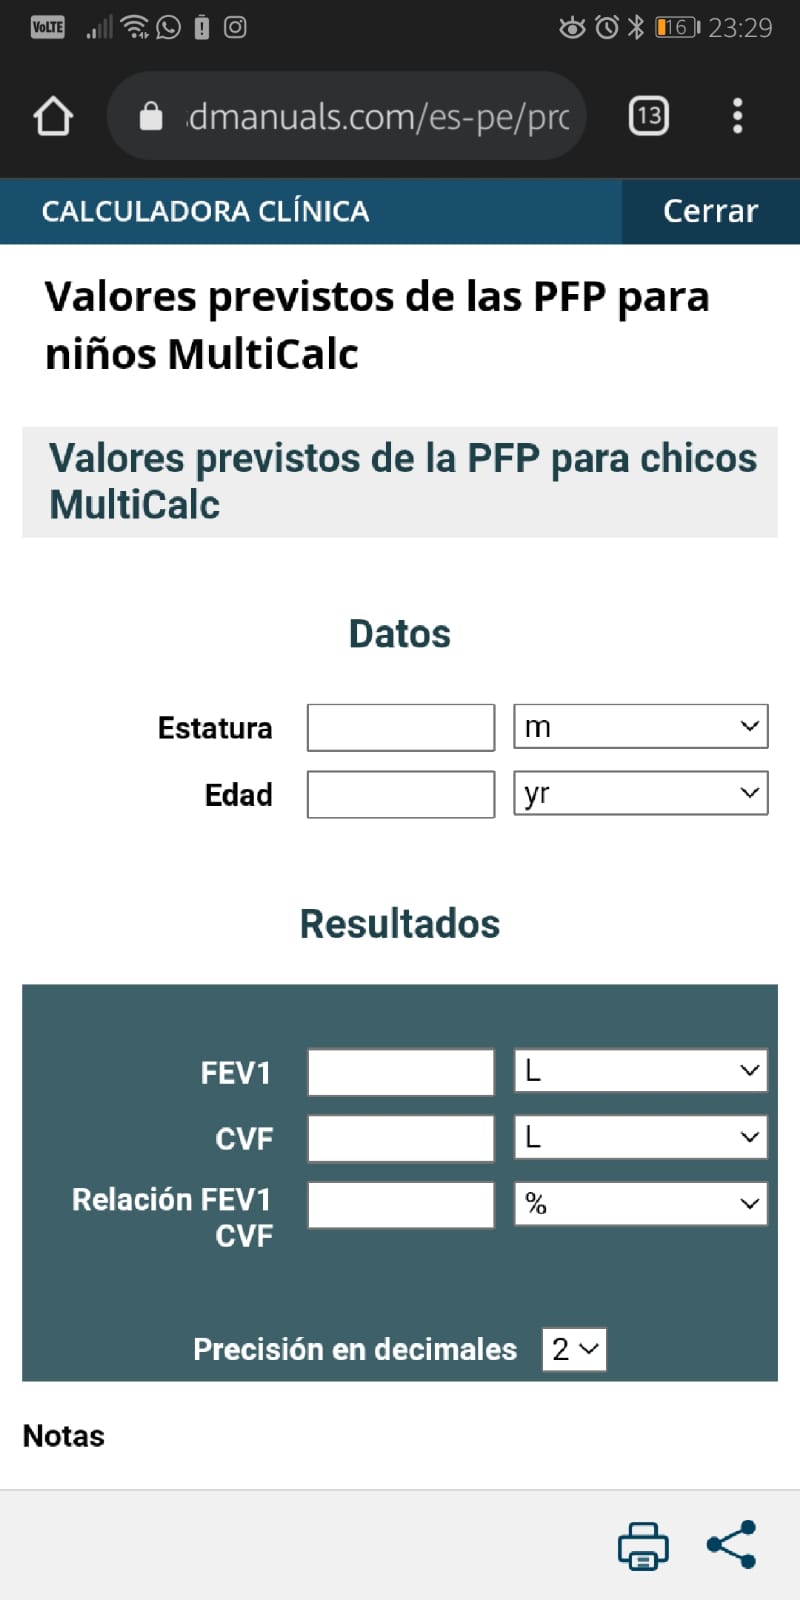 VoLTE 16 23:29
dmanuals.com/es-pe/pro 13
CALCULADORA CLÍNICA Cerrar
Valores previstos de las PFP para
niños MultiCalc
Valores previstos de la PFP para chicos
MultiCalc
Datos
Estatura m
Edad yr
Resultados
FEV1 L
CVF L
Relación FEV1 %
CVF
Precisión en decimales 2
Notas